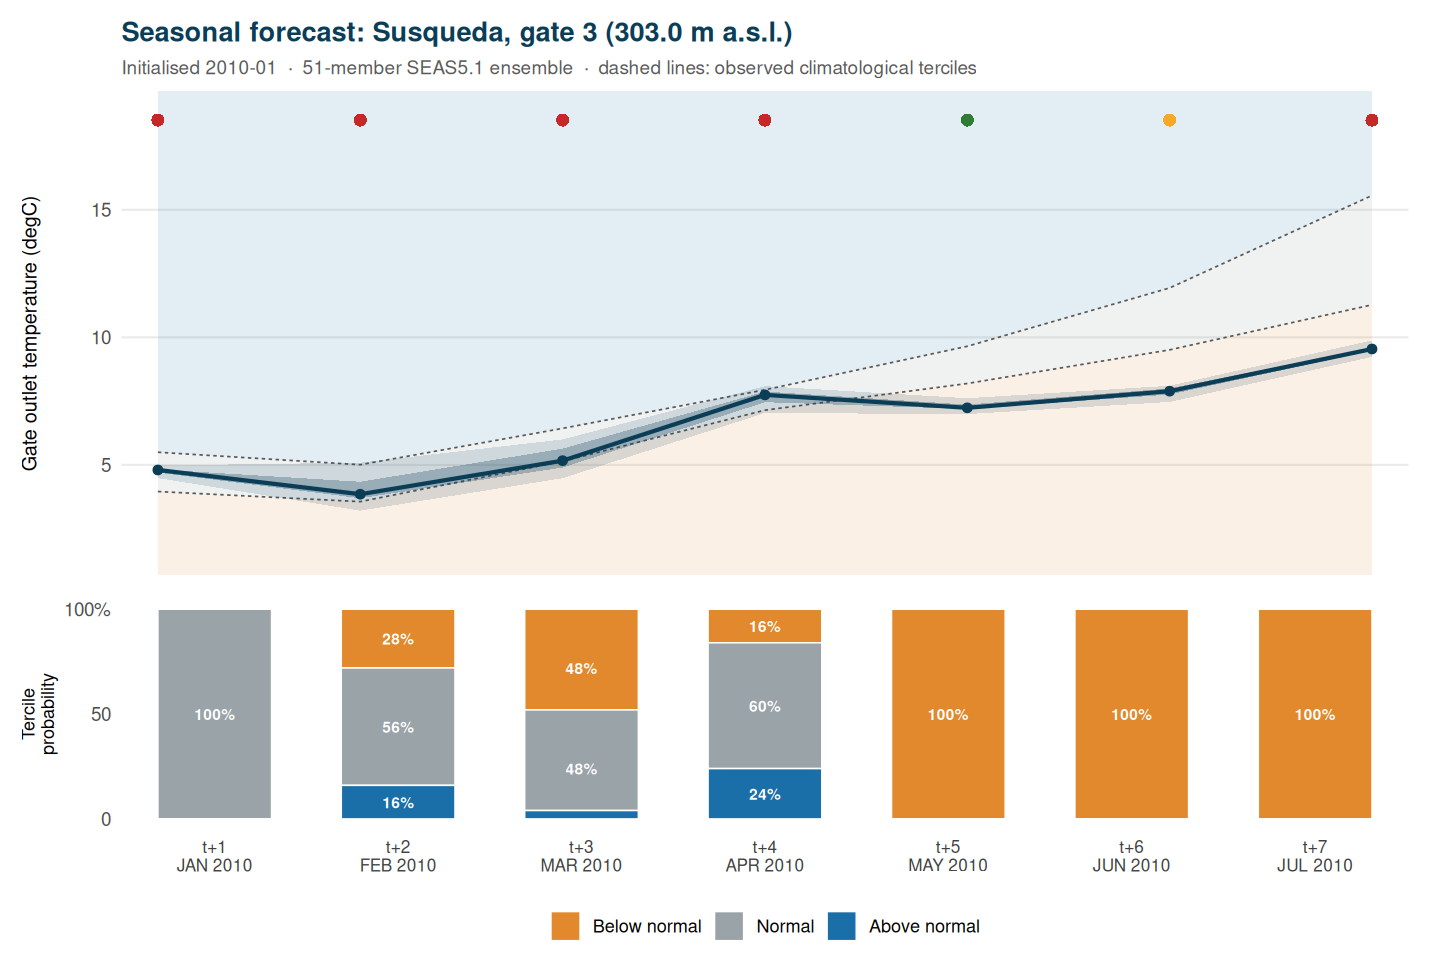 Seasonal forecast: Susqueda, gate 3 (303.0 m a.s.l.)
Initialised 2010-01 · 51-member SEAS5.1 ensemble · dashed lines: observed climatological terciles
Gate outlet temperature (degC)
15
10
5
Tercile
probability
100%
50
0
100%
28%
56%
16%
48%
48%
16%
60%
24%
100%
100%
100%
t+1
JAN 2010
t+2
FEB 2010
t+3
MAR 2010
t+4
APR 2010
t+5
MAY 2010
t+6
JUN 2010
t+7
JUL 2010
Below normal
Normal
Above normal